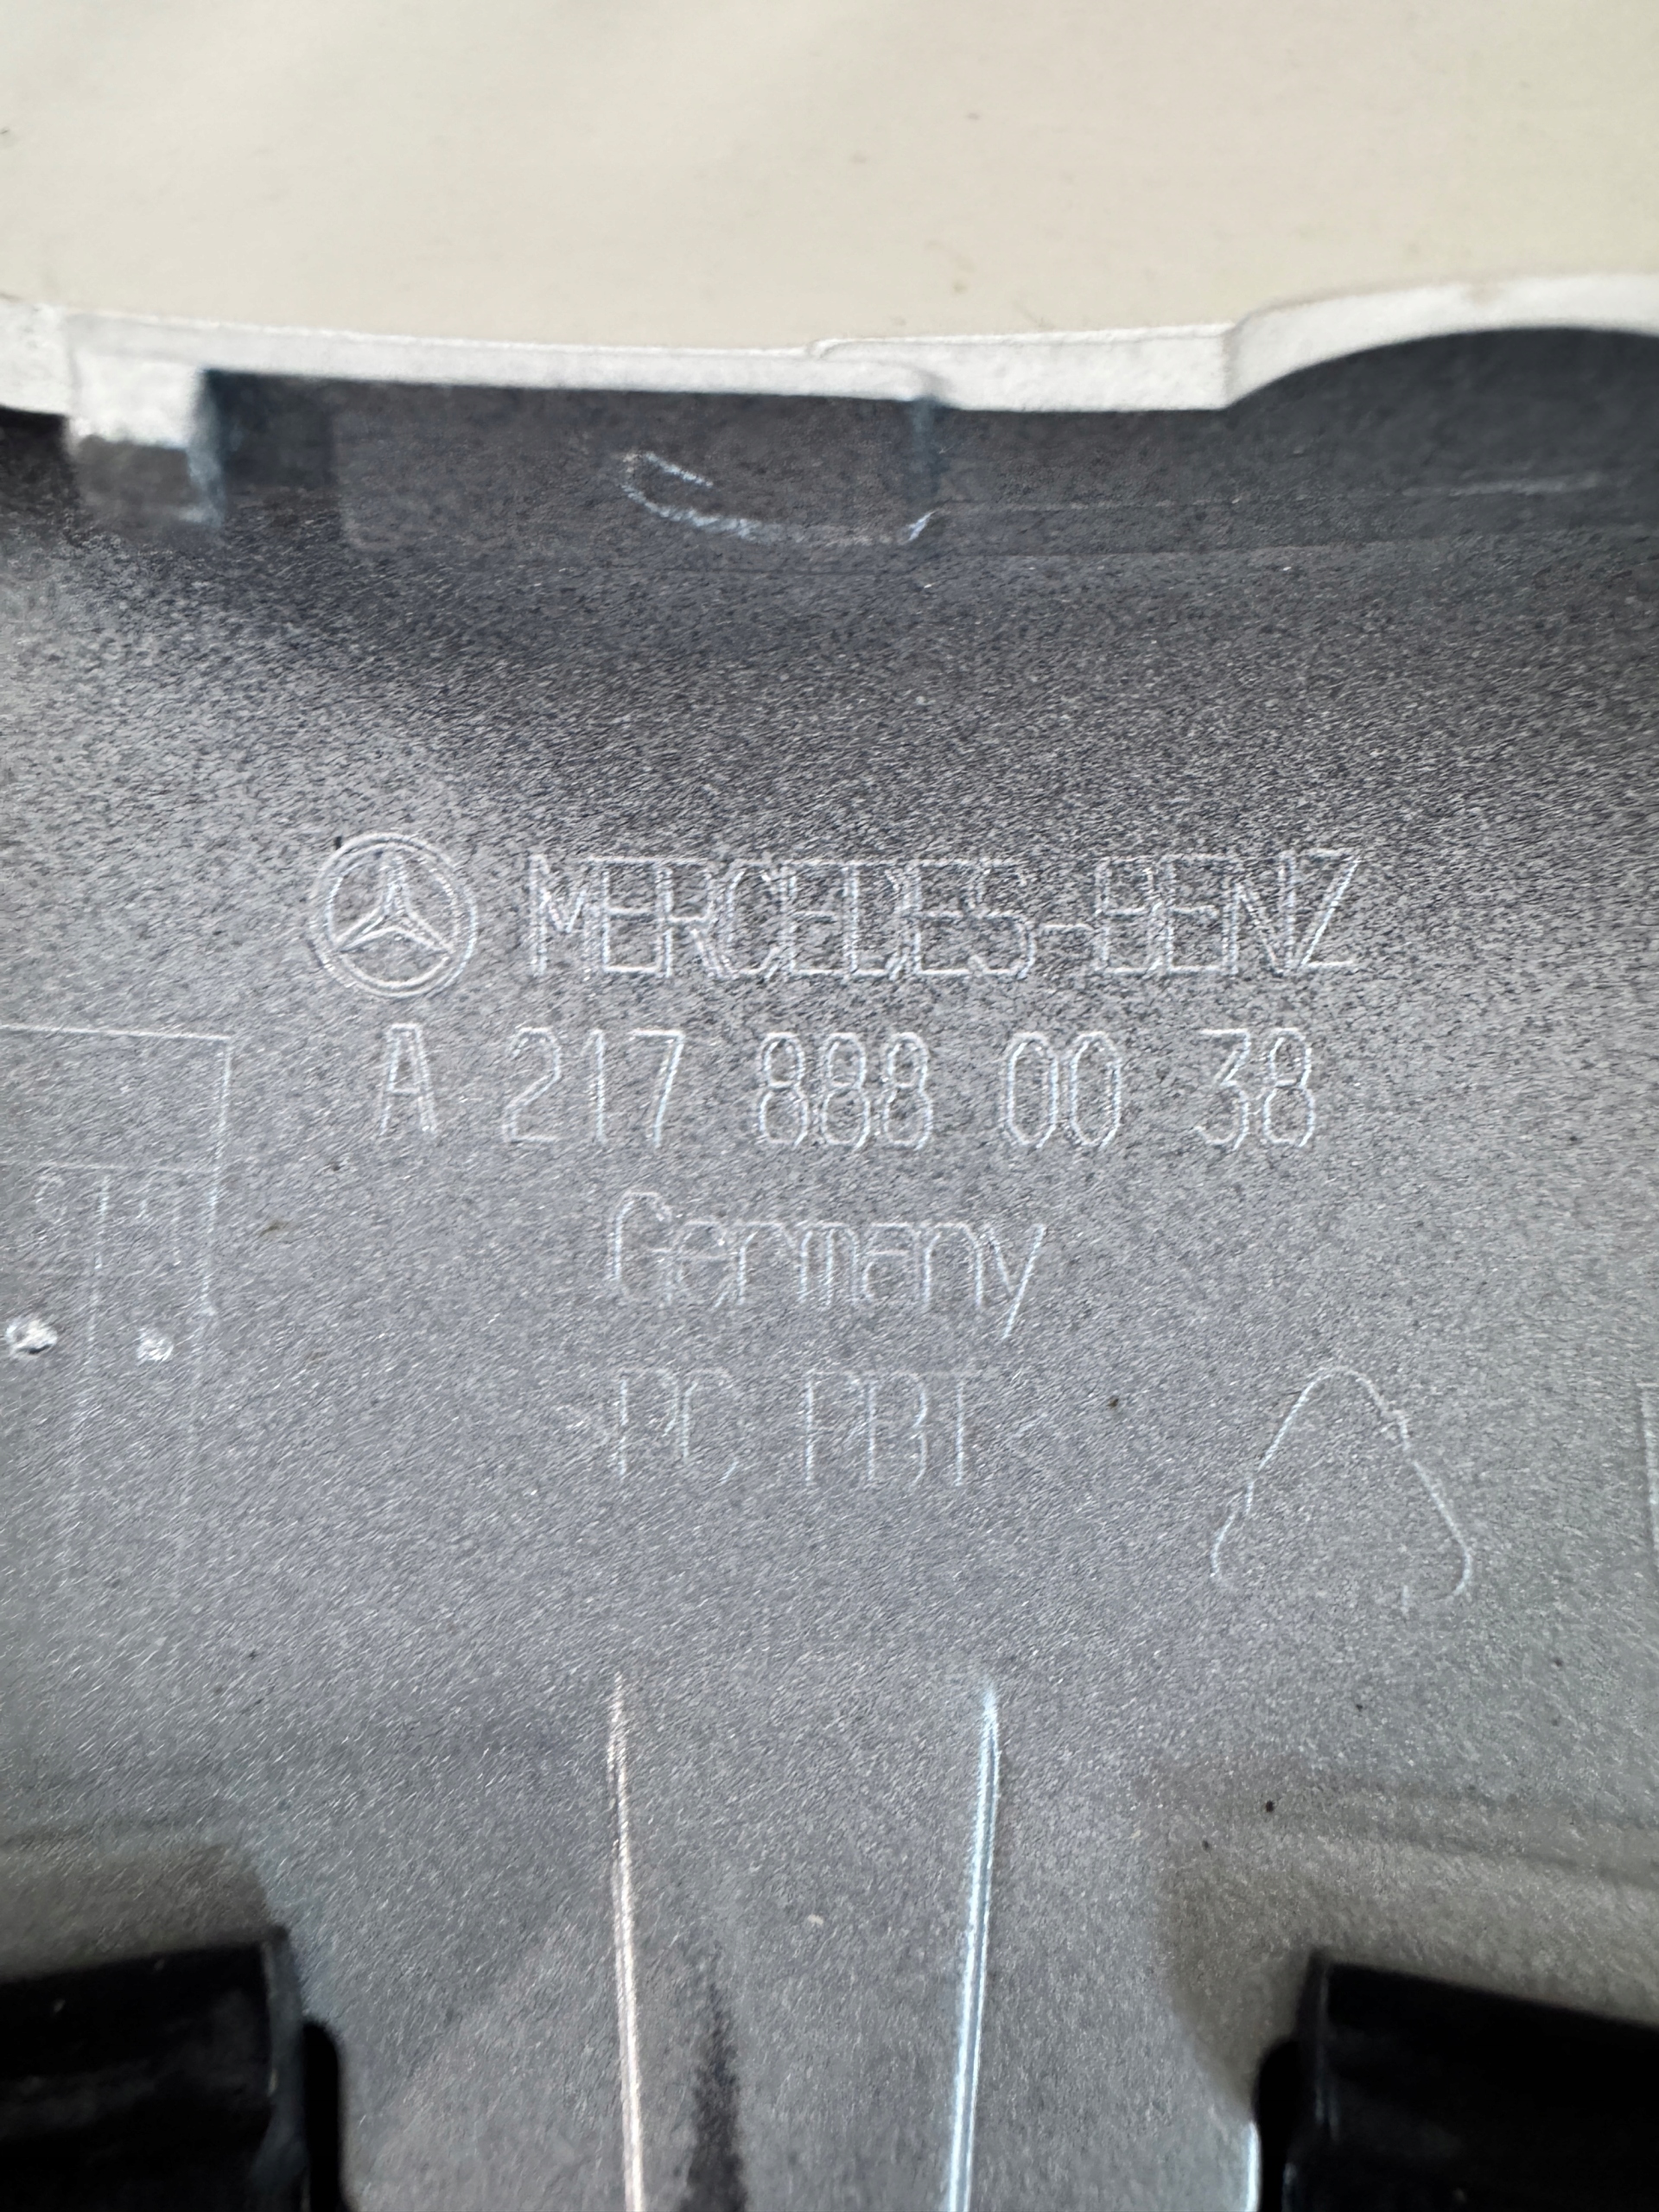 MERCEDES-BENZ
A 217 888 00 38
Germany
PC PBT